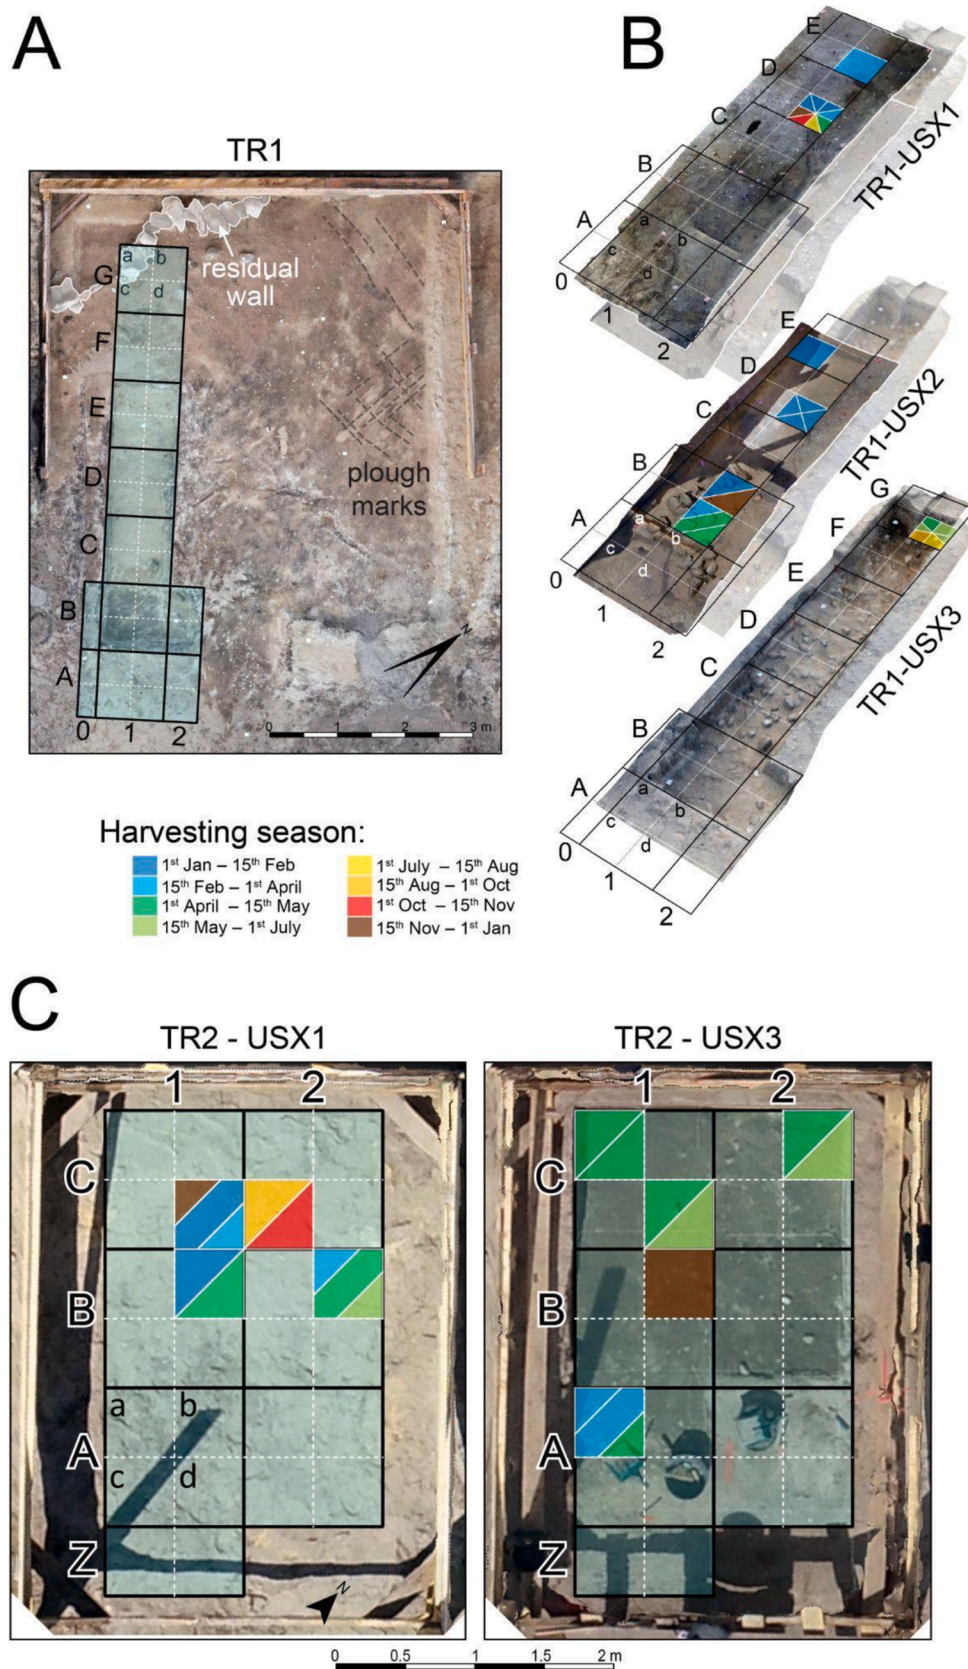 A
TR1
a b
G
c d
residual
wall
F
E
D
C
B
A
0 1 2
plough
marks
N
0 1 2 3 m
B
E
D
C
B
A
a
b
c
d
0
1
2
TR1-USX1
E
D
C
B
A
a
b
c
d
0
1
2
TR1-USX2
G
F
E
D
C
B
A
a
b
c
d
0
1
2
TR1-USX3
Harvesting season:
1st Jan – 15th Feb
15th Feb – 1st April
1st April – 15th May
15th May – 1st July
1st July – 15th Aug
15th Aug – 1st Oct
1st Oct – 15th Nov
15th Nov – 1st Jan
C
TR2 - USX1
1 2
C
B
a b
A
c d
Z
N
TR2 - USX3
1 2
C
B
A
Z
0 0.5 1 1.5 2 m